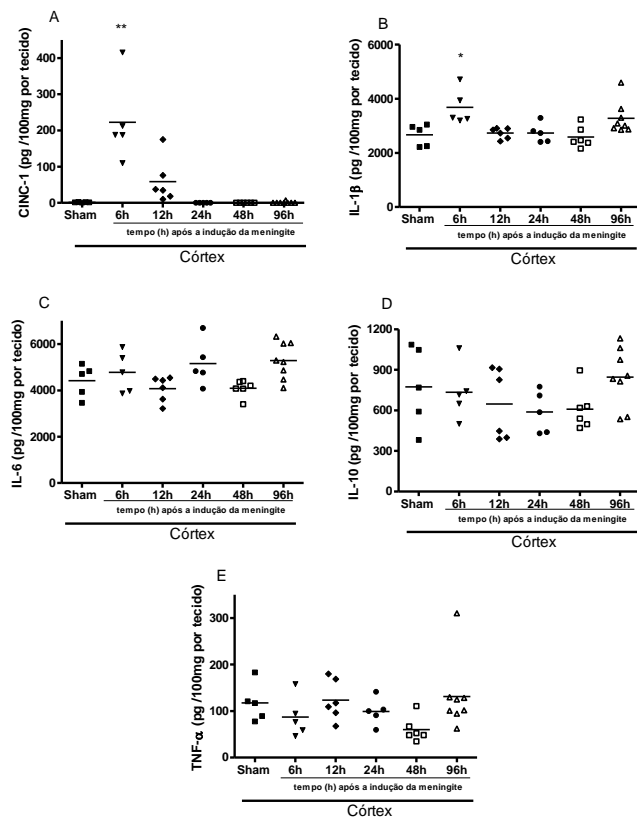 A
CINC-1 (pg /100mg por tecido)
400
300
200
100
0
**
Sham 6h 12h 24h 48h 96h
tempo (h) após a indução da meningite
Córtex
B
IL-1β (pg /100mg por tecido)
6000
4000
2000
0
*
Sham 6h 12h 24h 48h 96h
tempo (h) após a indução da meningite
Córtex
C
IL-6 (pg /100mg por tecido)
6000
4000
2000
0
Sham 6h 12h 24h 48h 96h
tempo (h) após a indução da meningite
Córtex
D
IL-10 (pg /100mg por tecido)
1200
900
600
300
0
Sham 6h 12h 24h 48h 96h
tempo (h) após a indução da meningite
Córtex
E
TNF-α (pg /100mg por tecido)
300
200
100
0
Sham 6h 12h 24h 48h 96h
tempo (h) após a indução da meningite
Córtex